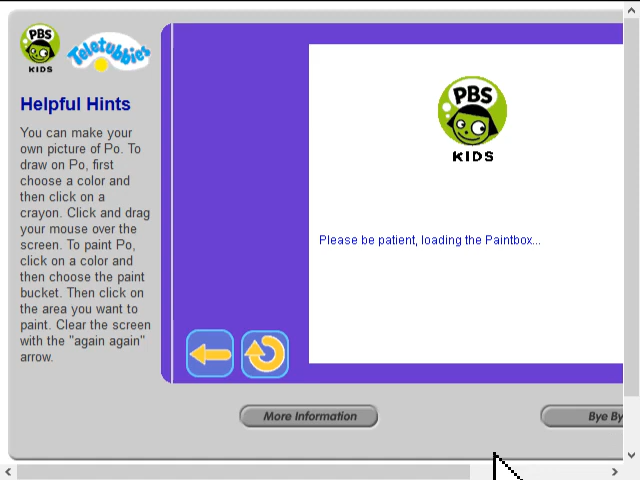 PBS
KIDS
Teletubbies
Helpful Hints
You can make your
own picture of Po. To
draw on Po, first
choose a color and
then click on a
crayon. Click and drag
your mouse over the
screen. To paint Po,
click on a color and
then choose the paint
bucket. Then click on
the area you want to
paint. Clear the screen
with the "again again"
arrow.
PBS
KIDS
Please be patient, loading the Paintbox...
More Information
Bye By